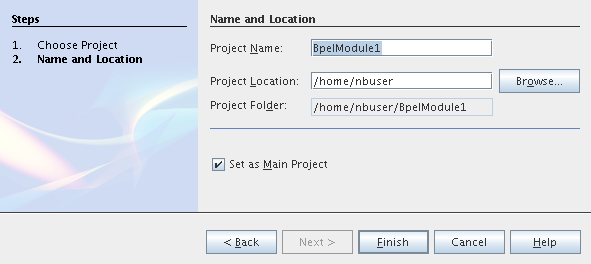 Steps
1. Choose Project
2. Name and Location
Name and Location
Project Name: BpelModule1
Project Location: /home/nbuser Browse...
Project Folder: /home/nbuser/BpelModule1
Set as Main Project
< Back Next > Finish Cancel Help